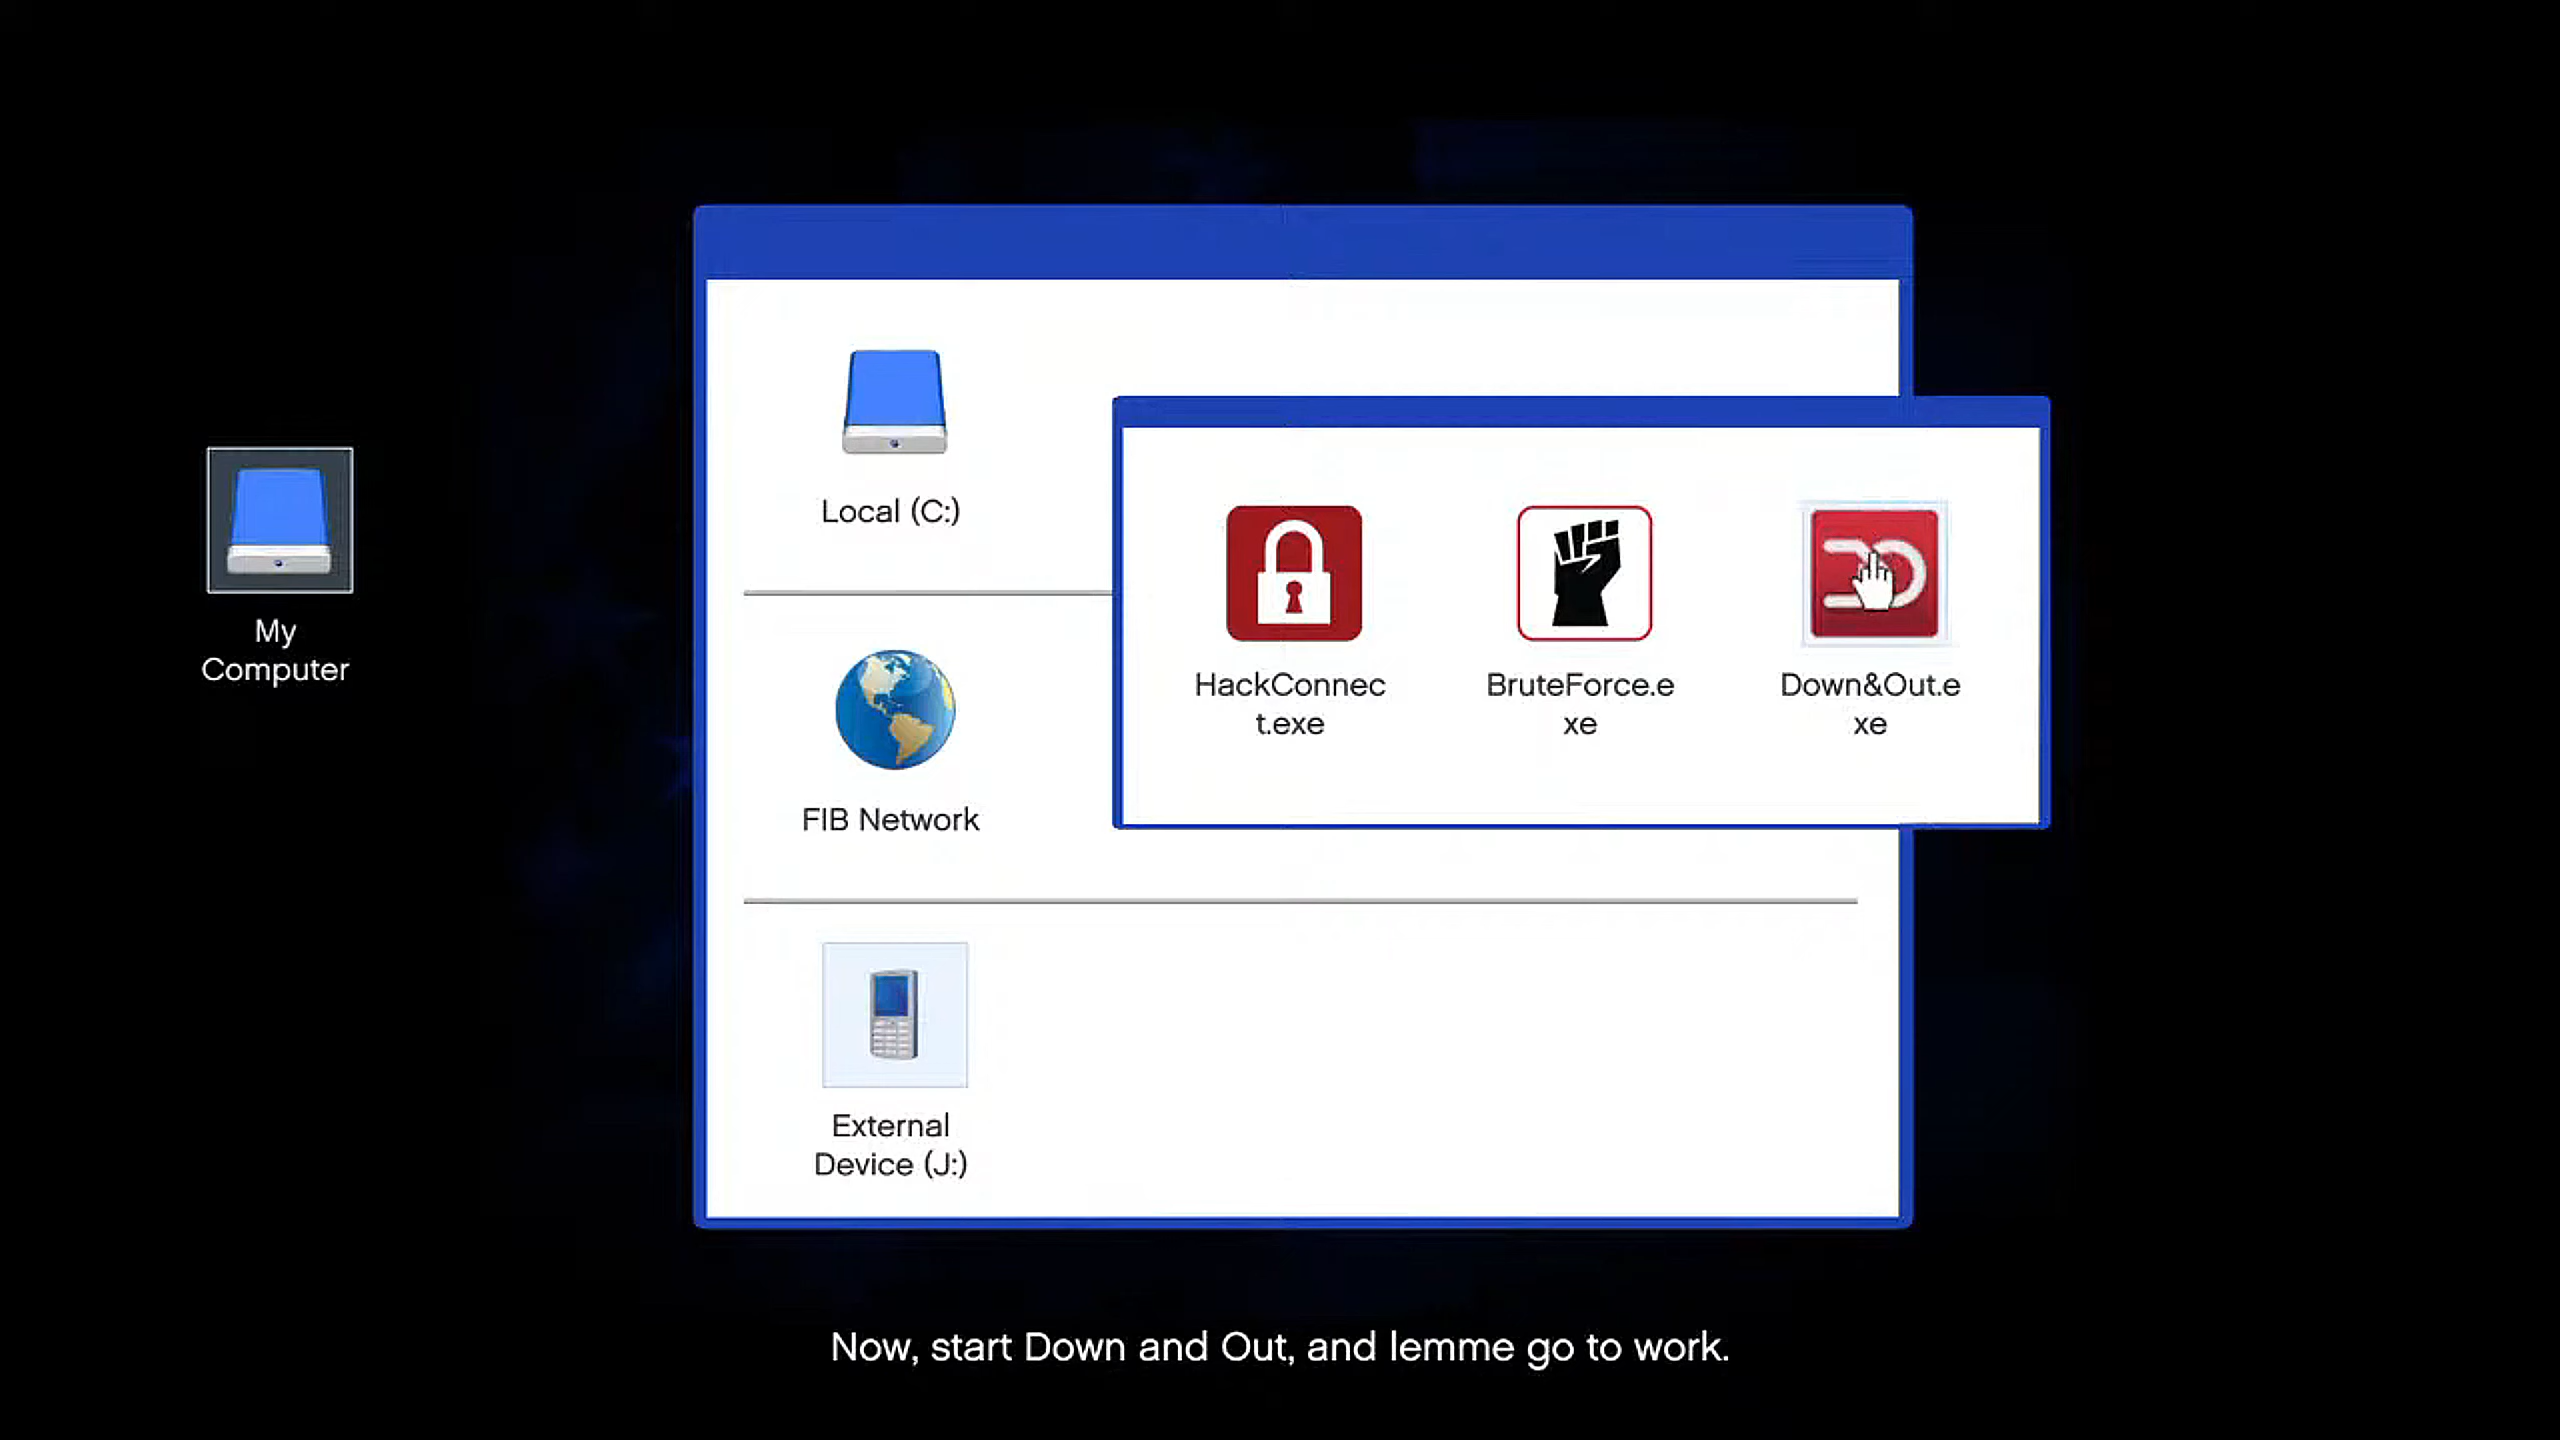 My
Computer
Local (C:)
FIB Network
External
Device (J:)
HackConnec
t.exe
BruteForce.e
xe
Down&Out.e
xe
Now, start Down and Out, and lemme go to work.